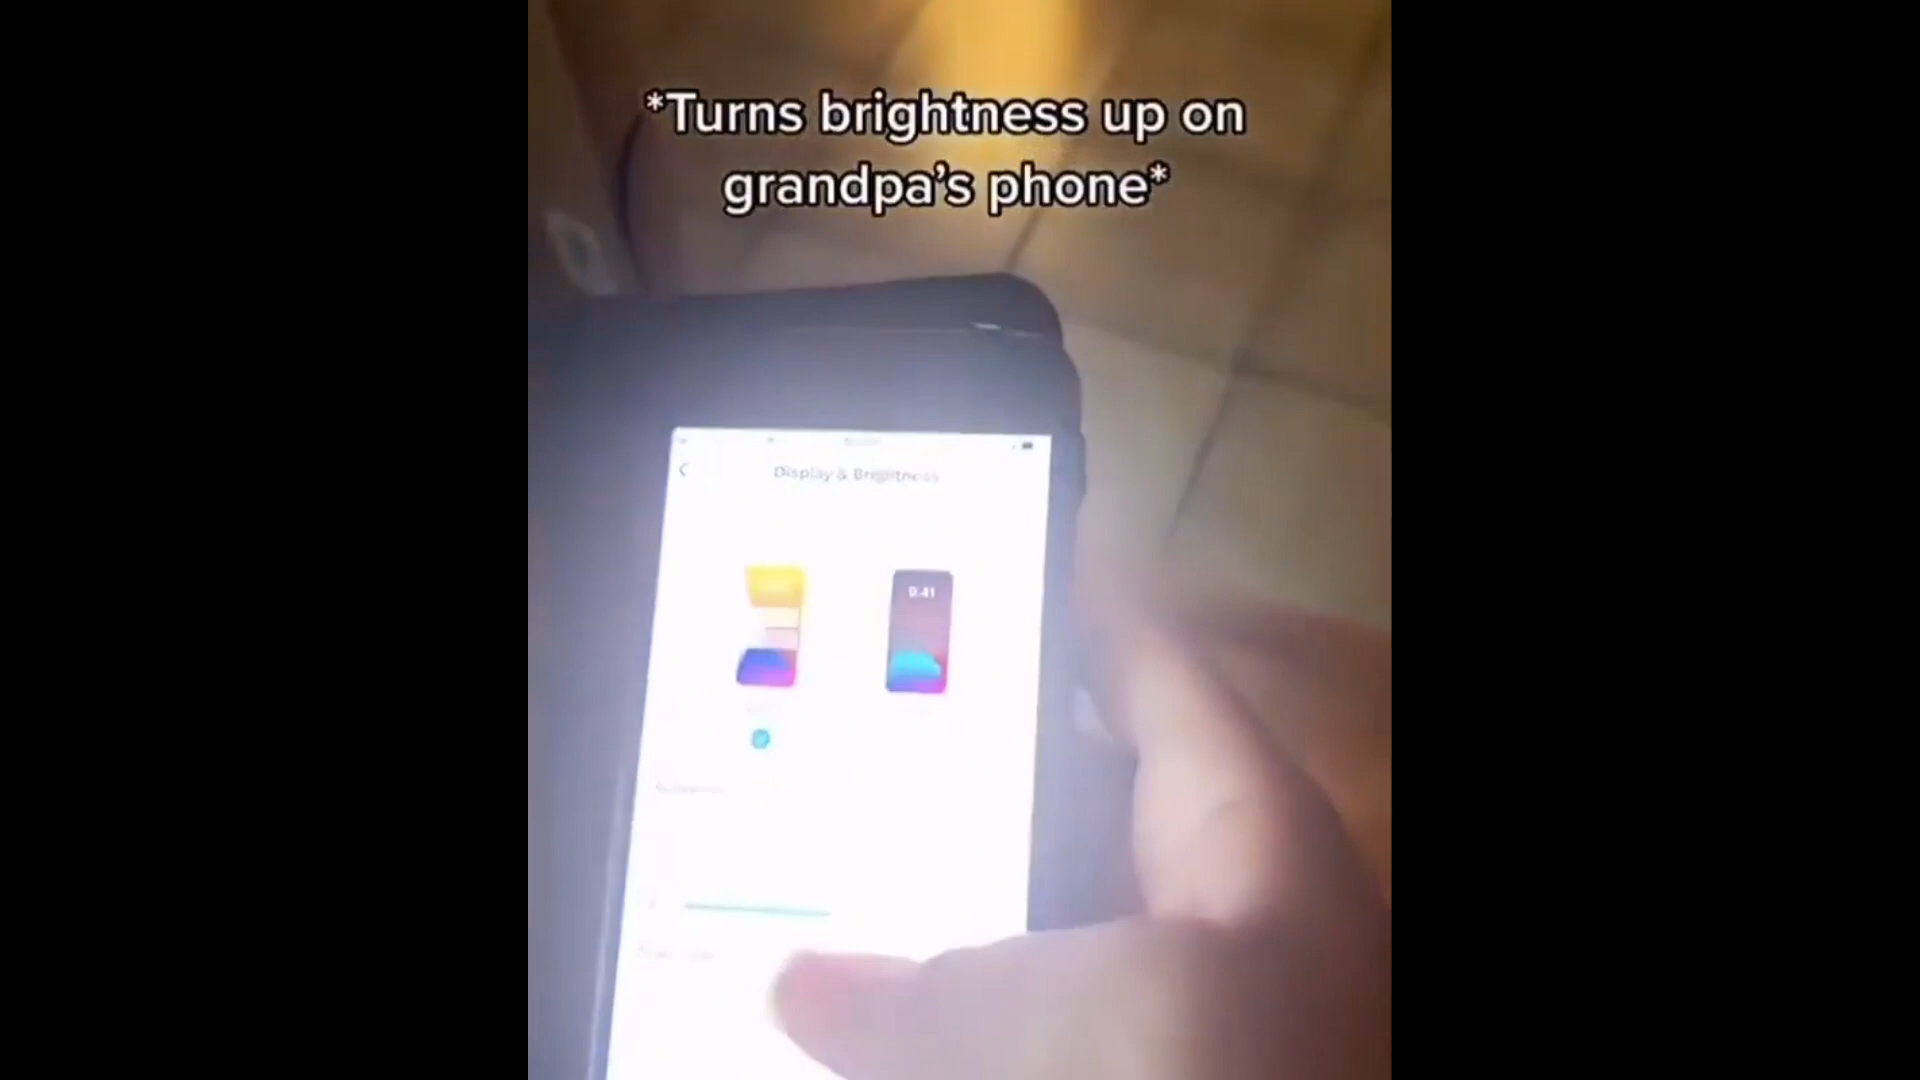 *Turns brightness up on
grandpa's phone*
Display & Brightness
9:41